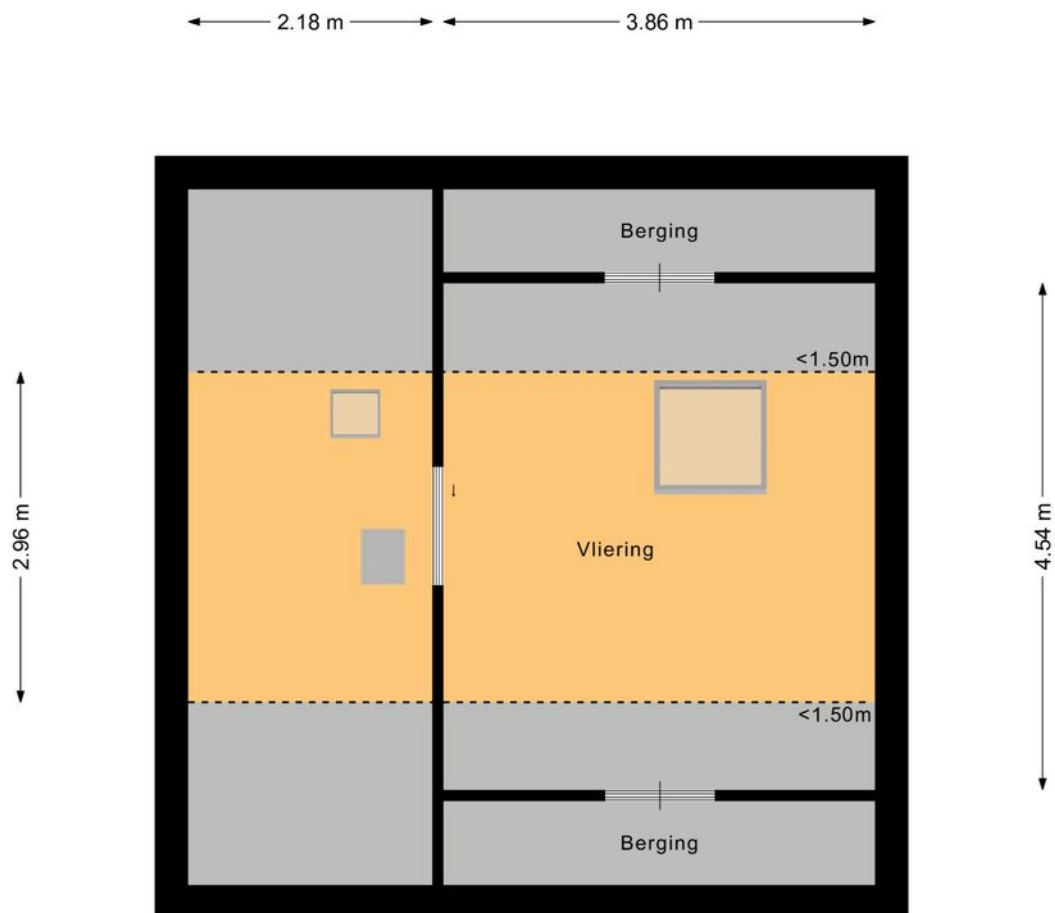 2.18 m
3.86 m
Berging
<1.50m
2.96 m
4.54 m
Vliering
<1.50m
Berging